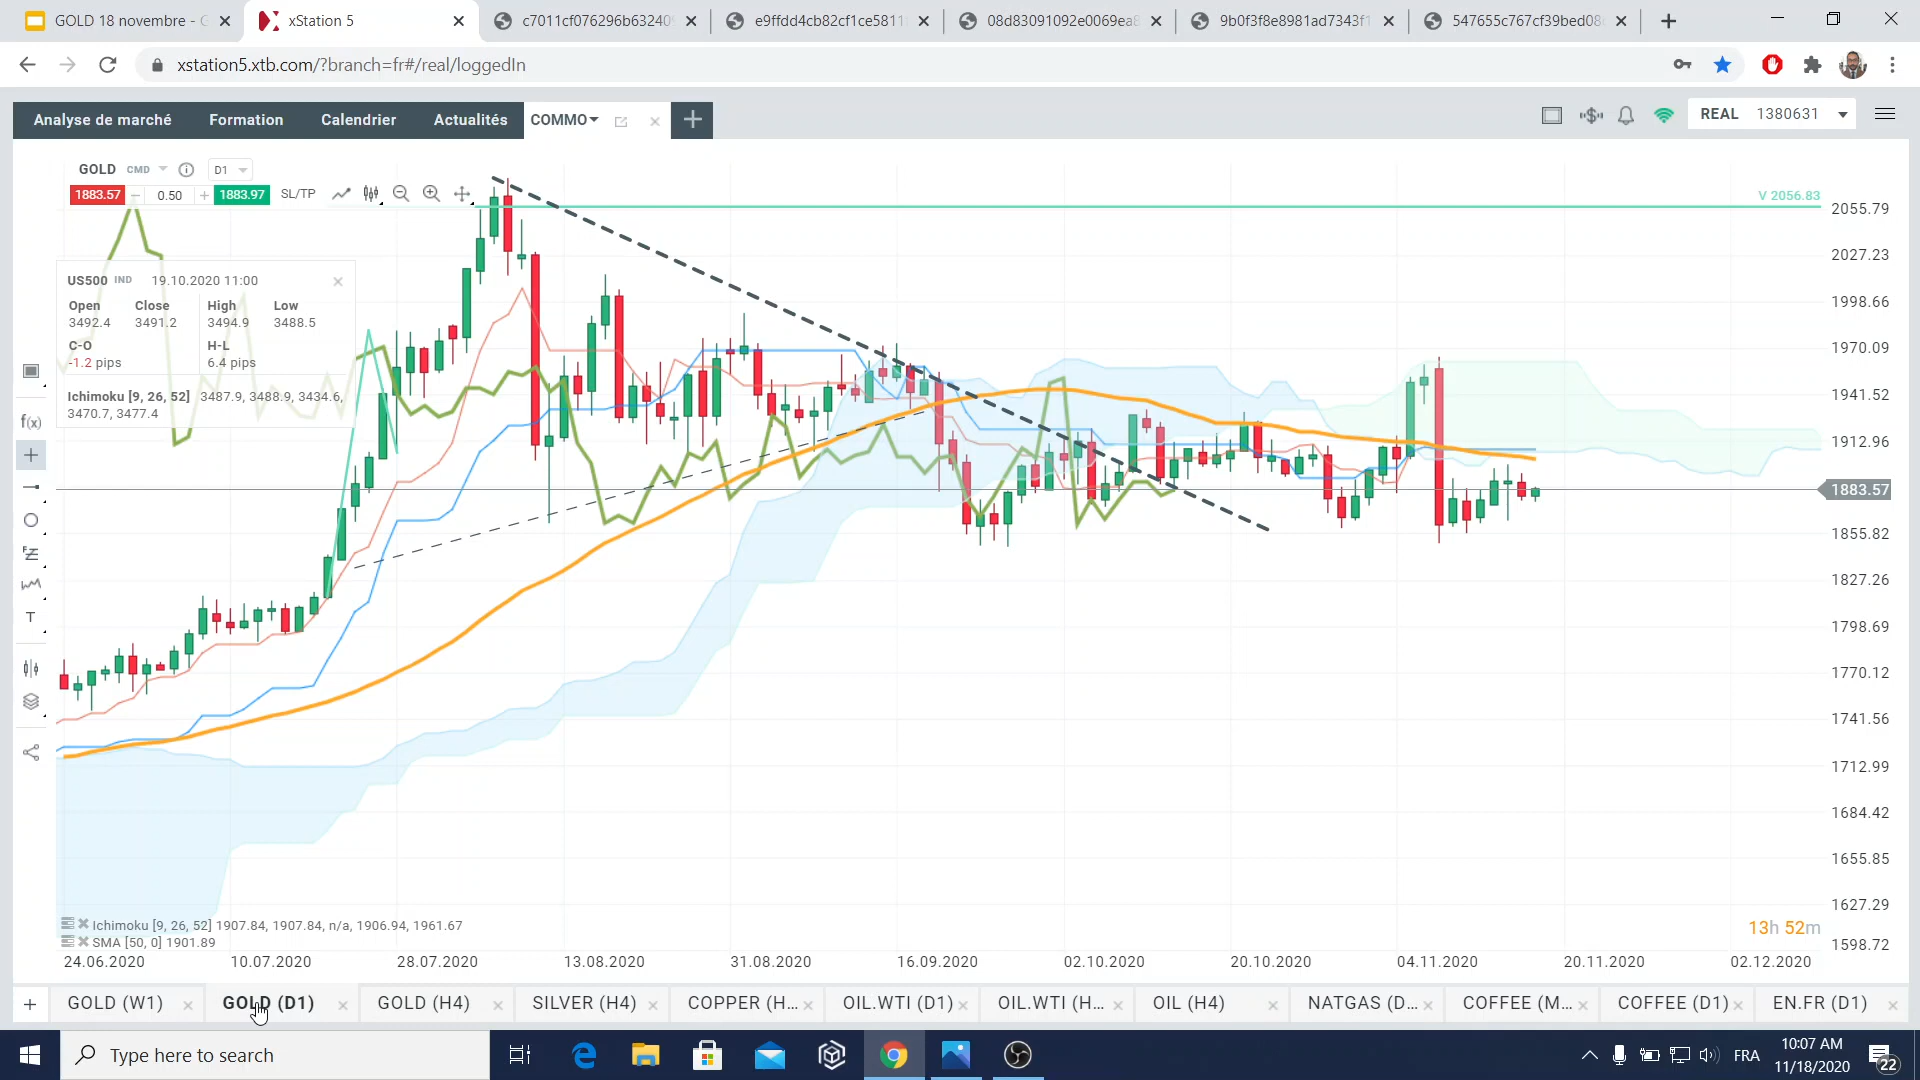 GOLD 18 novembre - G
xStation 5
c7011cf076296b632409
e9ffdd4cb82cf1ce5811
08d83091092e0069ea8
9b0f3f8e8981ad7343f1
547655c767cf39bed08
xstation5.xtb.com/?branch=fr#/real/loggedIn
Analyse de marché
Formation
Calendrier
Actualités
COMMO
REAL 1380631
GOLD CMD
D1
1883.57
0.50
1883.97
SL/TP
V 2056.83
2055.79
2027.23
US500 IND 19.10.2020 11:00
Open Close High Low
3492.4 3491.2 3494.9 3488.5
C-O H-L
-1.2 pips 6.4 pips
Ichimoku [9, 26, 52] 3487.9, 3488.9, 3434.6,
3470.7, 3477.4
f(x)
T
1998.66
1970.09
1941.52
1912.96
1883.57
1855.82
1827.26
1798.69
1770.12
1741.56
1712.99
1684.42
1655.85
1627.29
1598.72
Ichimoku [9, 26, 52] 1907.84, 1907.84, n/a, 1906.94, 1961.67
SMA [50, 0] 1901.89
13h 52m
24.06.2020
10.07.2020
28.07.2020
13.08.2020
31.08.2020
16.09.2020
02.10.2020
20.10.2020
04.11.2020
20.11.2020
02.12.2020
GOLD (W1)
GOLD (D1)
GOLD (H4)
SILVER (H4)
COPPER (H...
OIL.WTI (D1)
OIL.WTI (H...
OIL (H4)
NATGAS (D...
COFFEE (M...
COFFEE (D1)
EN.FR (D1)
Type here to search
FRA
10:07 AM
11/18/2020
22